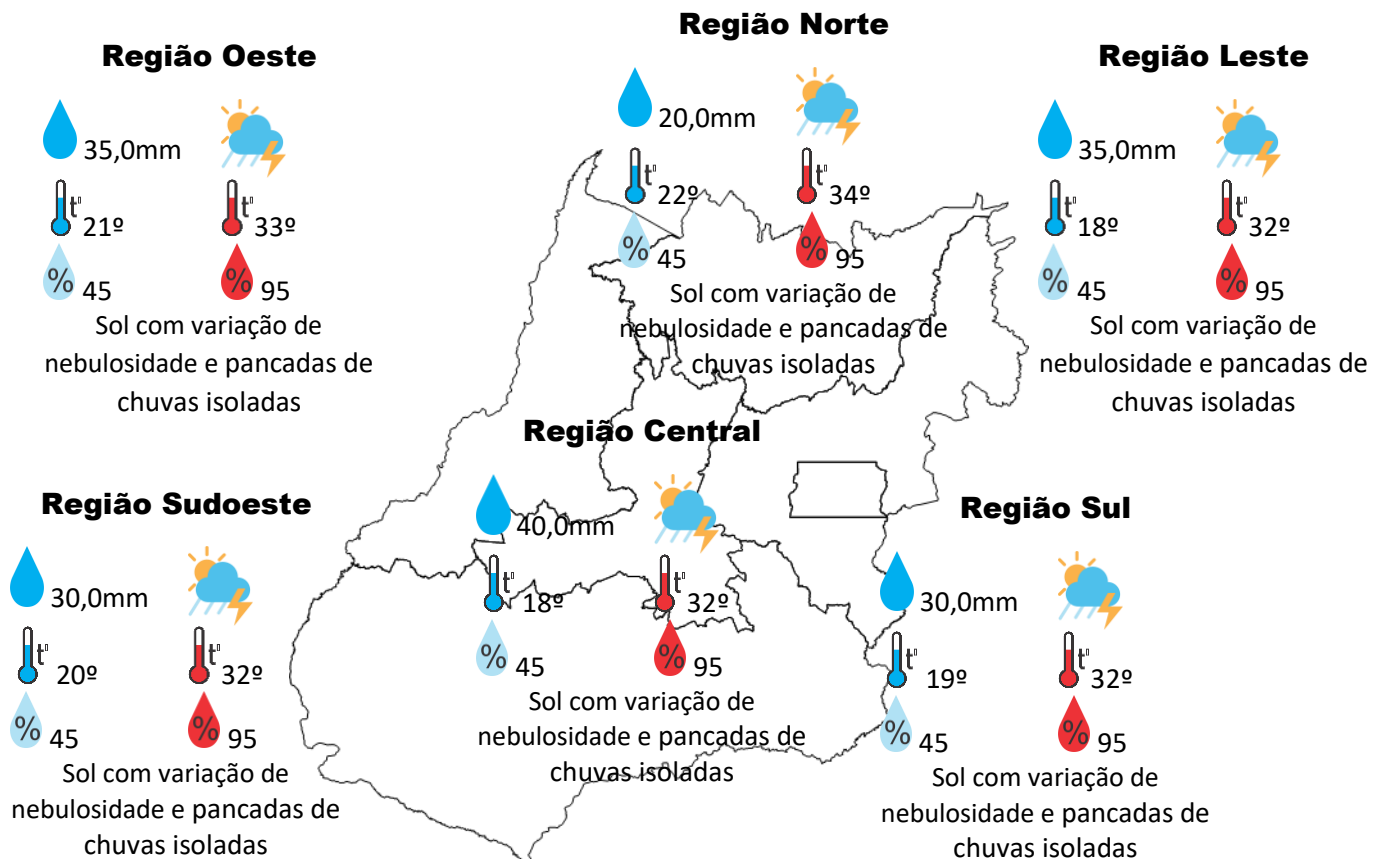 Região Oeste
35,0mm
t°
21º
33º
%
45
%
95
Sol com variação de
nebulosidade e pancadas de
chuvas isoladas
Região Norte
20,0mm
t°
22º
t°
34º
%
45
%
95
Sol com variação de
nebulosidade e pancadas de
chuvas isoladas
Região Leste
35,0mm
t°
18º
t°
32º
%
45
%
95
Sol com variação de
nebulosidade e pancadas de
chuvas isoladas
Região Central
40,0mm
t°
18º
t°
32º
%
45
%
95
Sol com variação de
nebulosidade e pancadas de
chuvas isoladas
Região Sudoeste
30,0mm
t°
20º
t°
32º
%
45
%
95
Sol com variação de
nebulosidade e pancadas de
chuvas isoladas
Região Sul
30,0mm
t°
19º
t°
32º
%
45
%
95
Sol com variação de
nebulosidade e pancadas de
chuvas isoladas